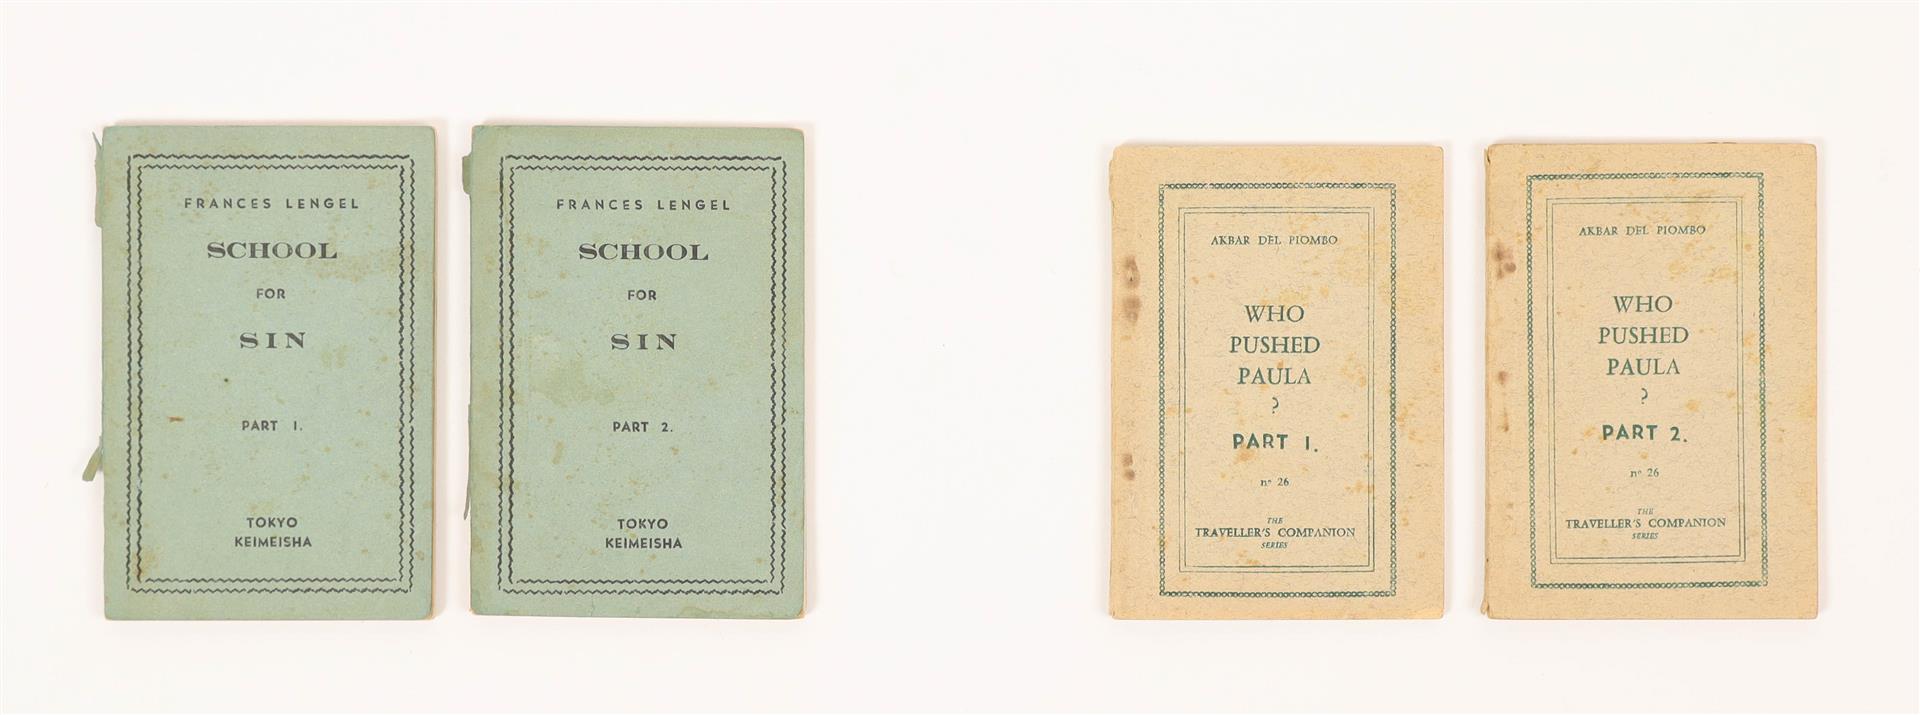 FRANCES LENGEL
SCHOOL
FOR
SIN
PART 1.
TOKYO
KEIMEISHA
FRANCES LENGEL
SCHOOL
FOR
SIN
PART 2.
TOKYO
KEIMEISHA
AKBAR DEL PIOMBO
WHO
PUSHED
PAULA
?
PART 1.
nº 26
THE
TRAVELLER'S COMPANION
SERIES
AKBAR DEL PIOMBO
WHO
PUSHED
PAULA
?
PART 2.
nº 26
THE
TRAVELLER'S COMPANION
SERIES